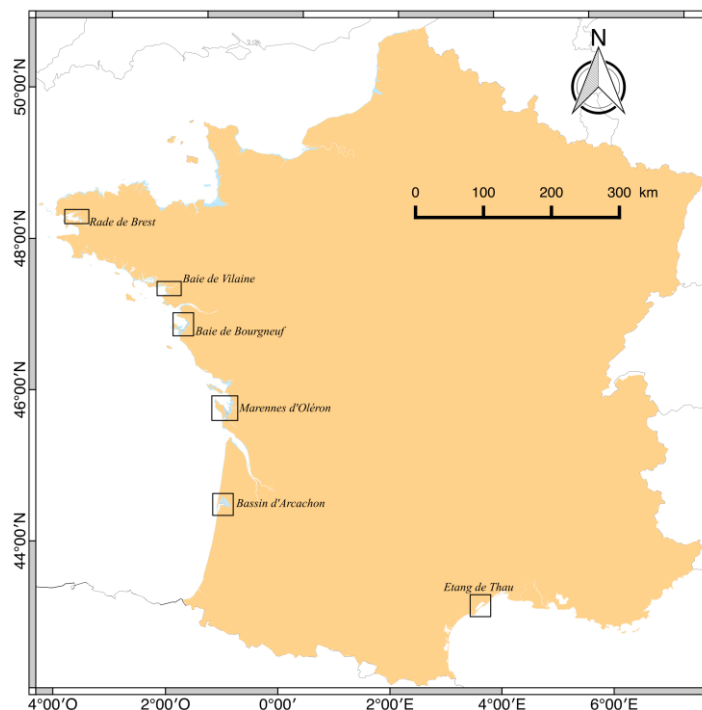 N
50°00'N
0 100 200 300 km
Rade de Brest
48°00'N
Baie de Vilaine
Baie de Bourgneuf
46°00'N
Marennes d'Oléron
Bassin d'Arcachon
44°00'N
Etang de Thau
4°00'O 2°00'O 0°00' 2°00'E 4°00'E 6°00'E